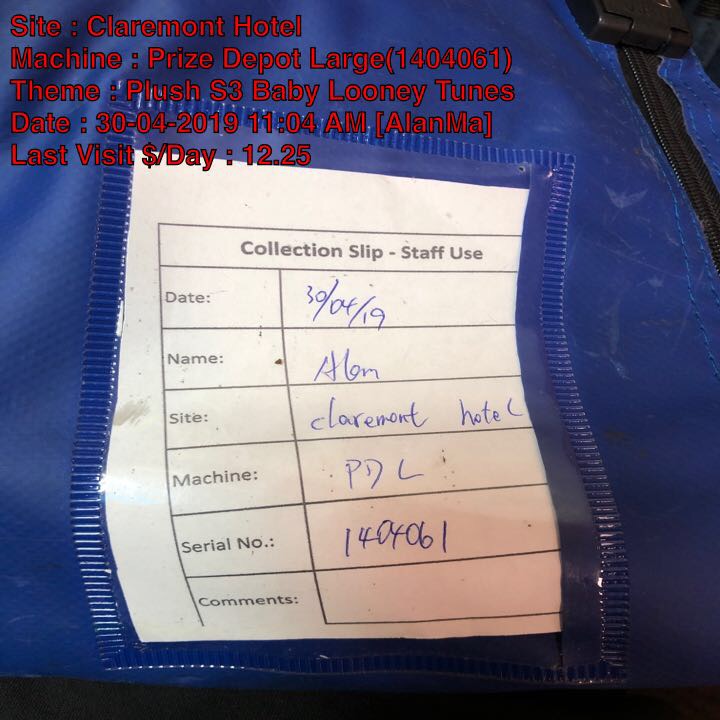 Site : Claremont Hotel
Machine : Prize Depot Large(1404061)
Theme : Plush S3 Baby Looney Tunes
Date : 30-04-2019 11:04 AM [AlanMa]
Last Visit $/Day : 12.25
Collection Slip - Staff Use
Date: 30/04/19
Name: Alan
Site: claremont hotel
Machine: PDL
Serial No.: 1404061
Comments: